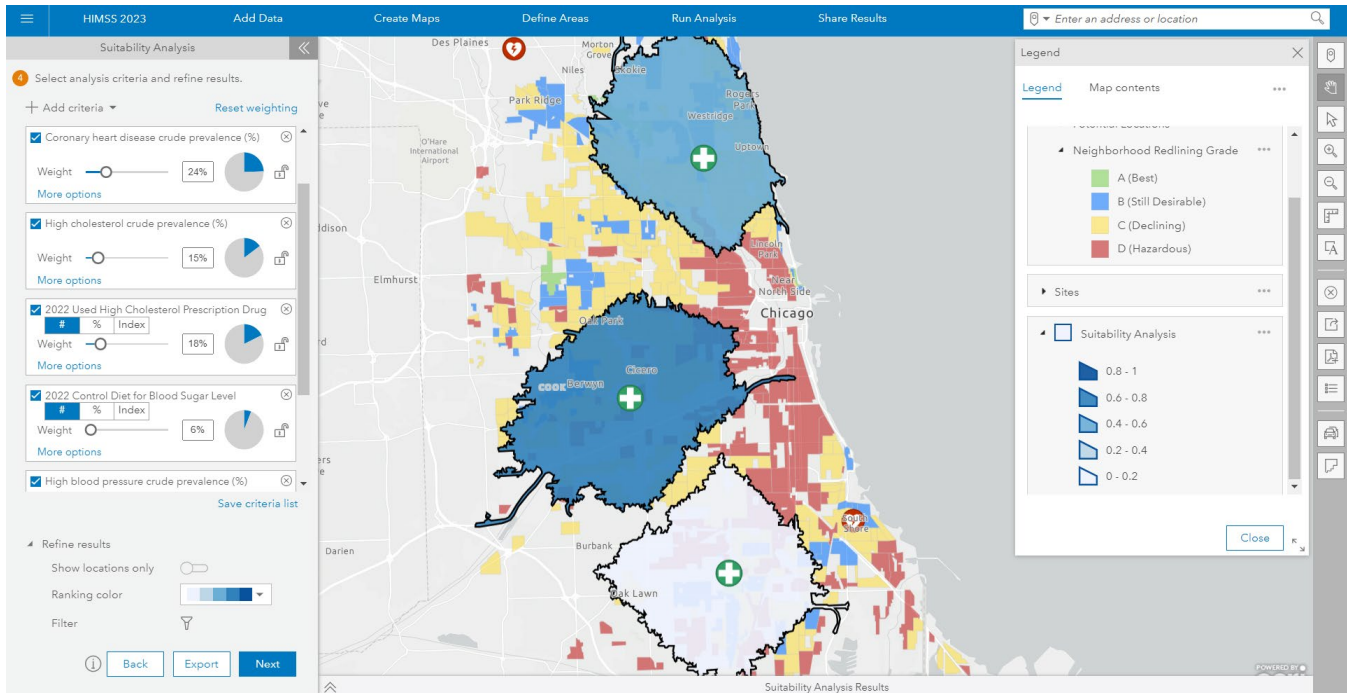 HIMSS 2023
Add Data
Create Maps
Define Areas
Run Analysis
Share Results
Enter an address or location
Suitability Analysis
4 Select analysis criteria and refine results.
Add criteria
Reset weighting
Coronary heart disease crude prevalence (%)
Weight 24%
More options
High cholesterol crude prevalence (%)
Weight 15%
More options
2022 Used High Cholesterol Prescription Drug
# % Index
Weight 18%
More options
2022 Control Diet for Blood Sugar Level
# % Index
Weight 6%
More options
High blood pressure crude prevalence (%)
Save criteria list
Refine results
Show locations only
Ranking color
Filter
Back
Export
Next
Des Plaines
Morton
Grove
Niles
Skokie
Park Ridge
Rogers
Park
Westridge
O'Hare
International
Airport
Uptown
Lincoln
Park
Elmhurst
Near
North Side
Chicago
Oak Park
Cicero
COOK
Berwyn
South
Shore
Darien
Burbank
Oak Lawn
POWERED BY
Suitability Analysis Results
Legend
Legend
Map contents
Neighborhood Redlining Grade
A (Best)
B (Still Desirable)
C (Declining)
D (Hazardous)
Sites
Suitability Analysis
0.8 - 1
0.6 - 0.8
0.4 - 0.6
0.2 - 0.4
0 - 0.2
Close